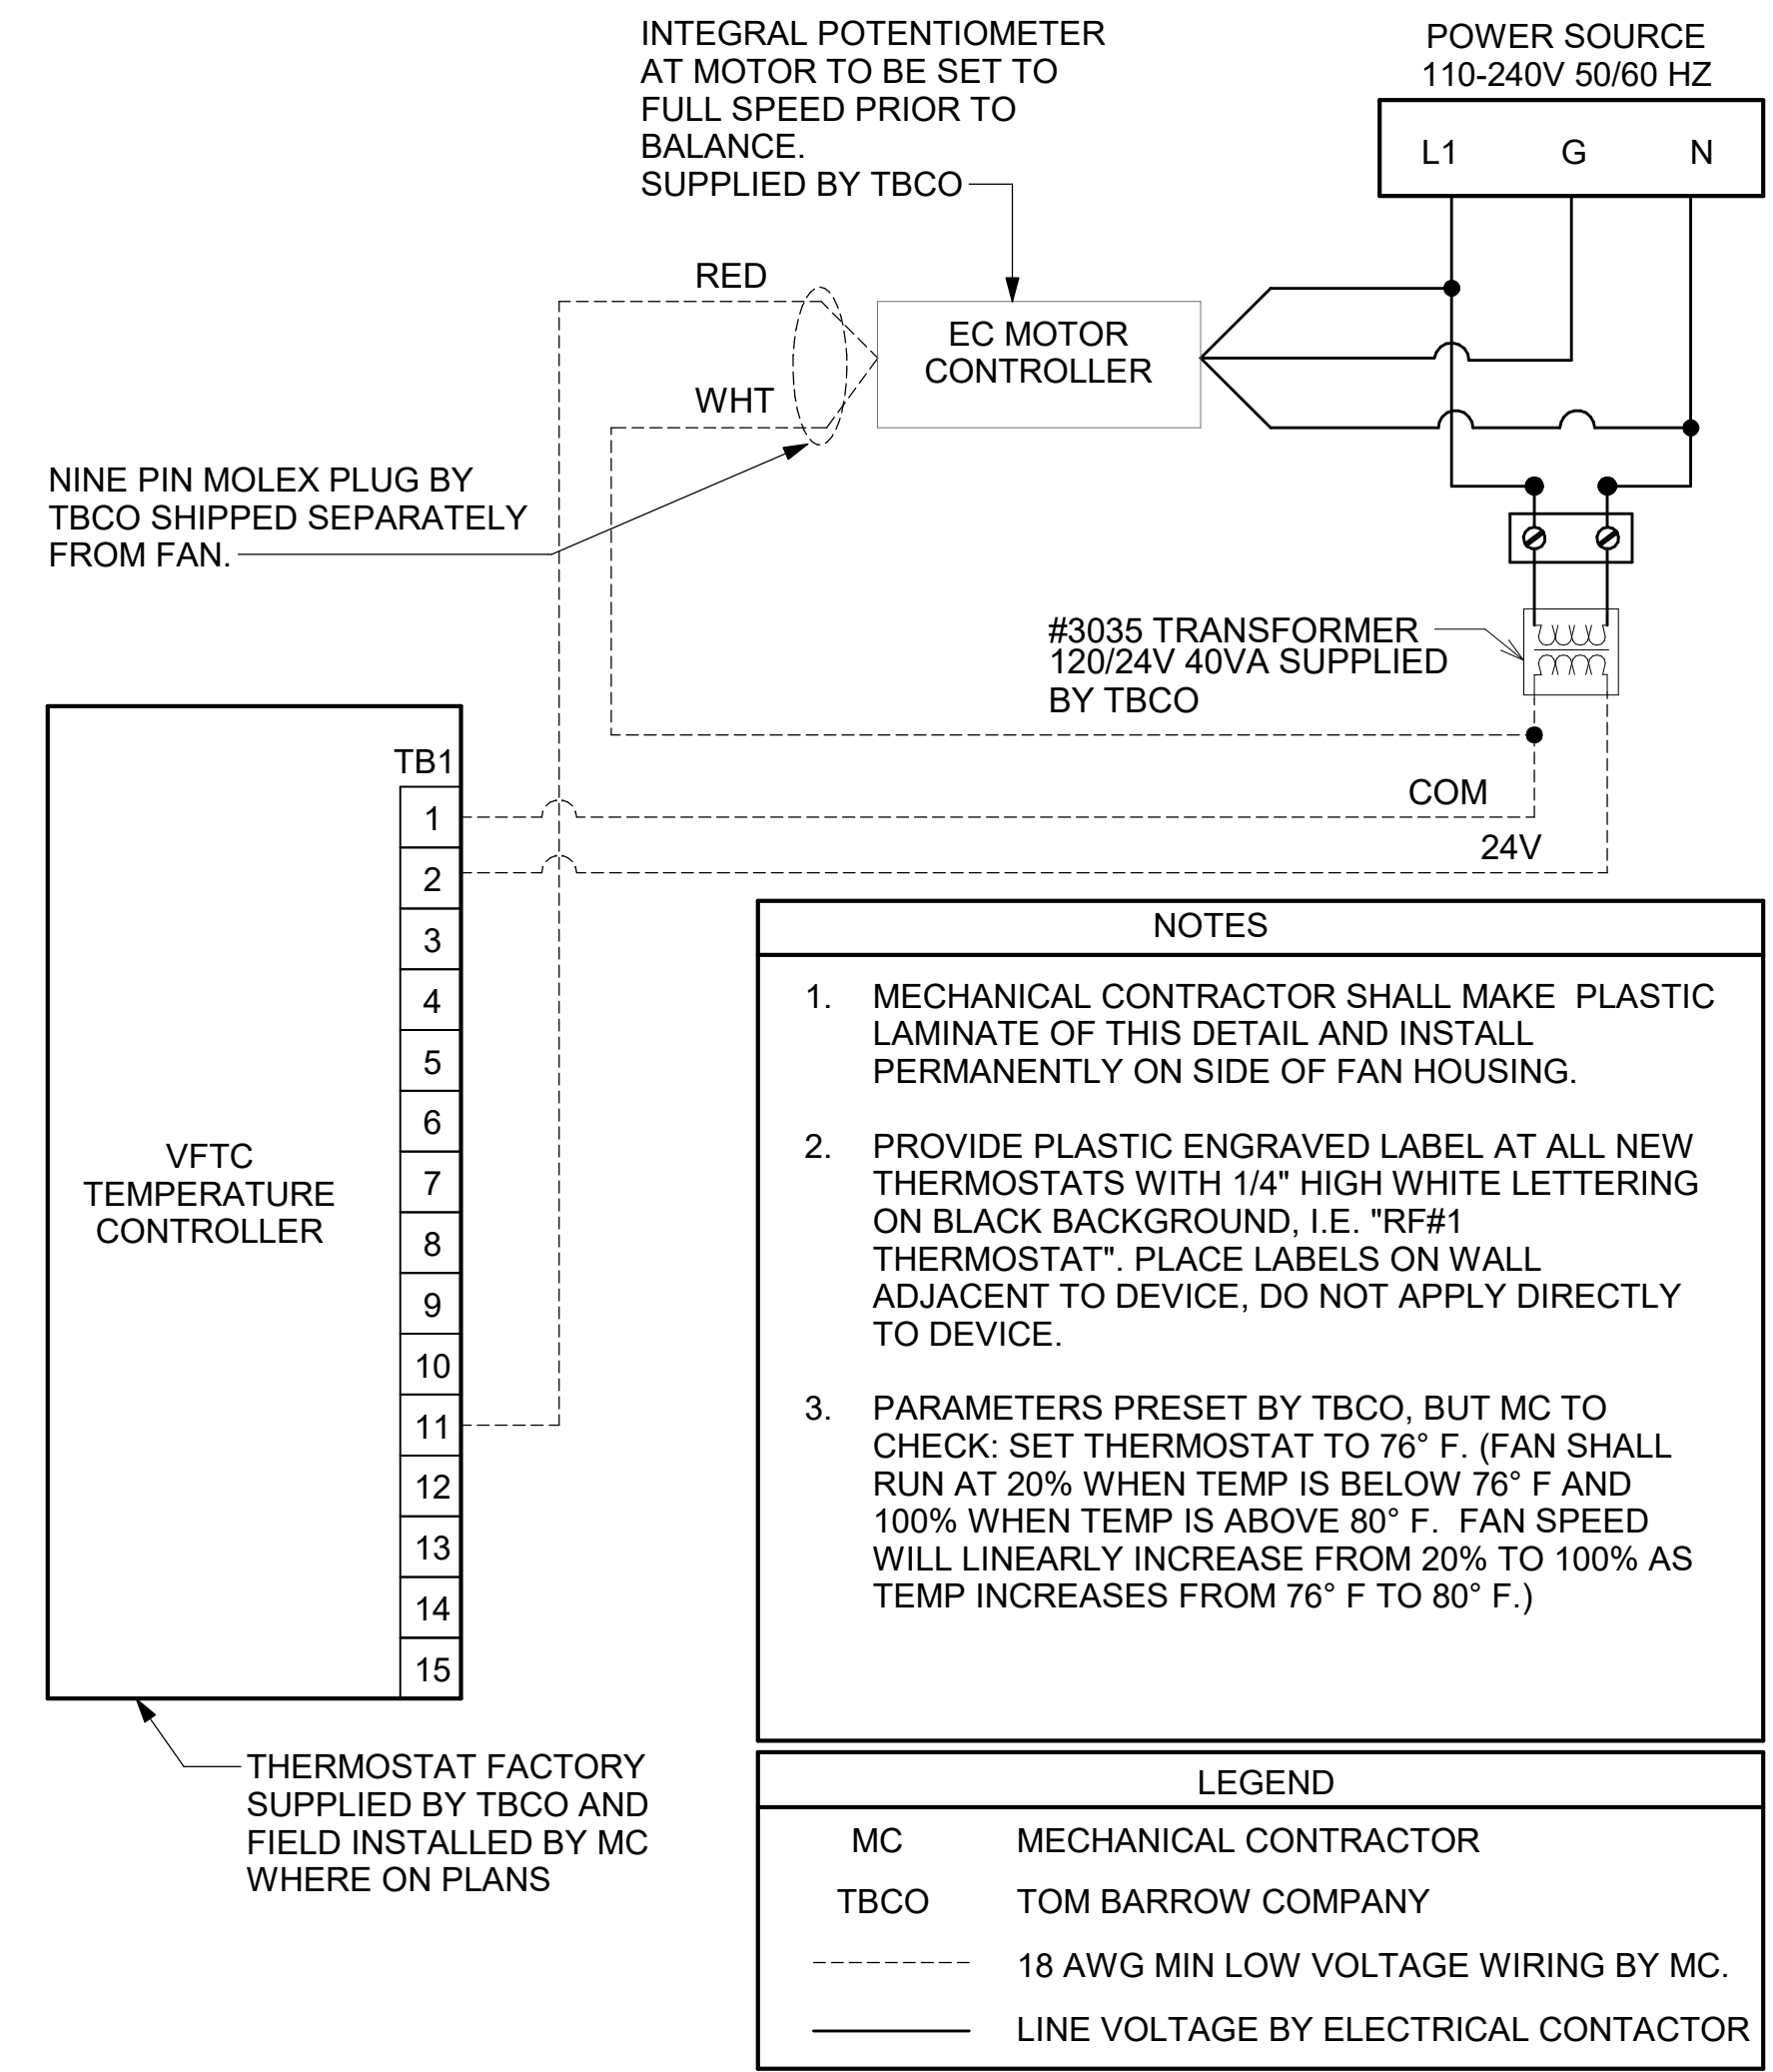 INTEGRAL POTENTIOMETER
AT MOTOR TO BE SET TO
FULL SPEED PRIOR TO
BALANCE.
SUPPLIED BY TBCO
POWER SOURCE
110-240V 50/60 HZ
L1 G N
RED
EC MOTOR
CONTROLLER
WHT
NINE PIN MOLEX PLUG BY
TBCO SHIPPED SEPARATELY
FROM FAN.
#3035 TRANSFORMER
120/24V 40VA SUPPLIED
BY TBCO
COM
24V
TB1
1
2
3
4
5
6
7
8
9
10
11
12
13
14
15
VFTC
TEMPERATURE
CONTROLLER
THERMOSTAT FACTORY
SUPPLIED BY TBCO AND
FIELD INSTALLED BY MC
WHERE ON PLANS
NOTES
1. MECHANICAL CONTRACTOR SHALL MAKE PLASTIC
LAMINATE OF THIS DETAIL AND INSTALL
PERMANENTLY ON SIDE OF FAN HOUSING.
2. PROVIDE PLASTIC ENGRAVED LABEL AT ALL NEW
THERMOSTATS WITH 1/4" HIGH WHITE LETTERING
ON BLACK BACKGROUND, I.E. "RF#1
THERMOSTAT". PLACE LABELS ON WALL
ADJACENT TO DEVICE, DO NOT APPLY DIRECTLY
TO DEVICE.
3. PARAMETERS PRESET BY TBCO, BUT MC TO
CHECK: SET THERMOSTAT TO 76° F. (FAN SHALL
RUN AT 20% WHEN TEMP IS BELOW 76° F AND
100% WHEN TEMP IS ABOVE 80° F. FAN SPEED
WILL LINEARLY INCREASE FROM 20% TO 100% AS
TEMP INCREASES FROM 76° F TO 80° F.)
LEGEND
MC MECHANICAL CONTRACTOR
TBCO TOM BARROW COMPANY
18 AWG MIN LOW VOLTAGE WIRING BY MC.
LINE VOLTAGE BY ELECTRICAL CONTACTOR